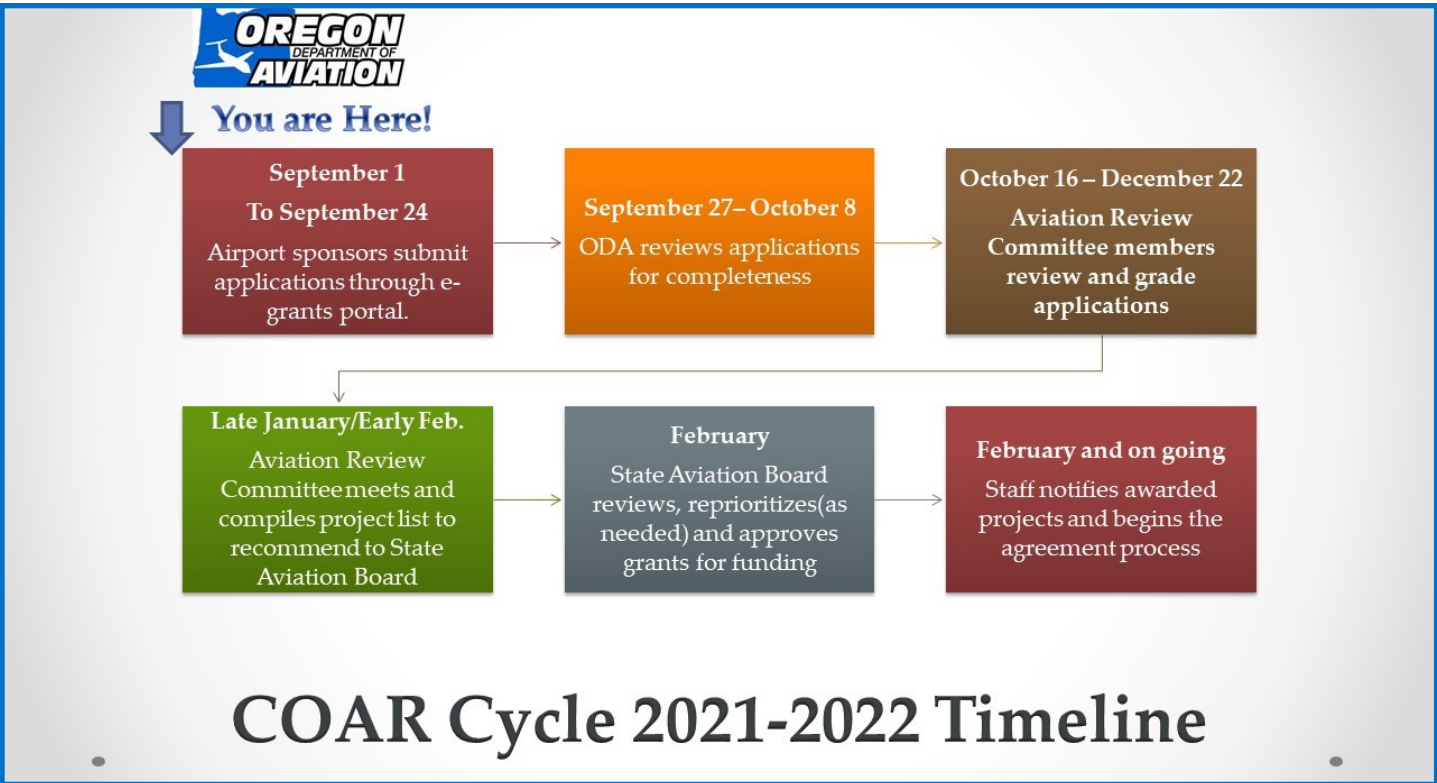 OREGON
DEPARTMENT OF
AVIATION
You are Here!
September 1
To September 24
Airport sponsors submit
applications through e-
grants portal.
September 27– October 8
ODA reviews applications
for completeness
October 16 – December 22
Aviation Review
Committee members
review and grade
applications
Late January/Early Feb.
Aviation Review
Committee meets and
compiles project list to
recommend to State
Aviation Board
February
State Aviation Board
reviews, reprioritizes(as
needed) and approves
grants for funding
February and on going
Staff notifies awarded
projects and begins the
agreement process
COAR Cycle 2021-2022 Timeline